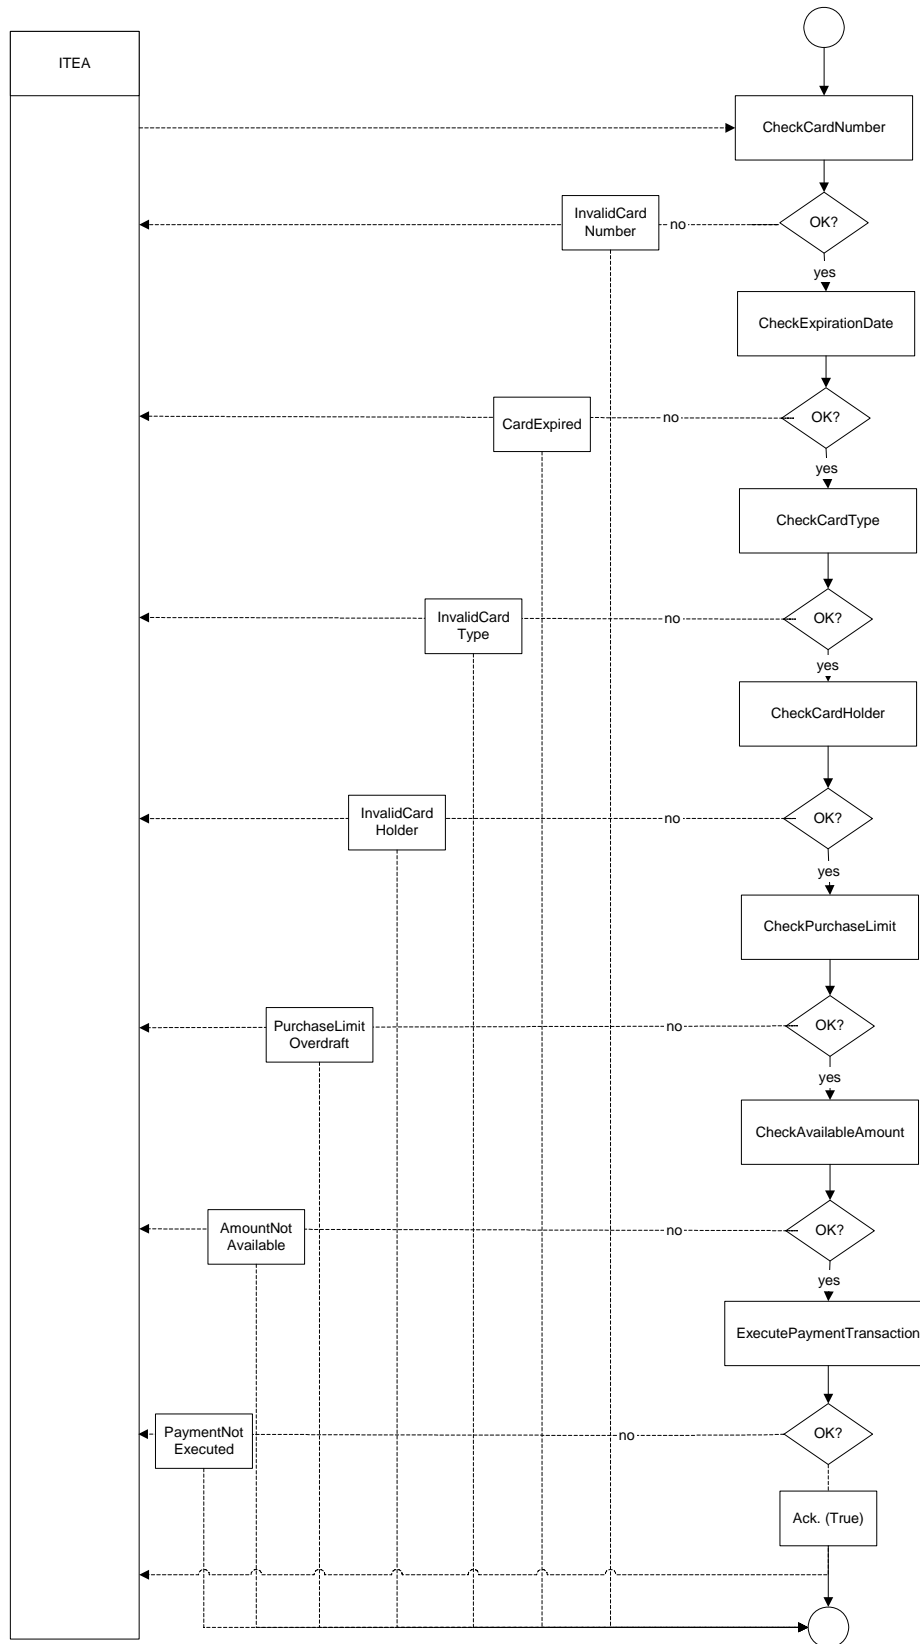 ITEA
CheckCardNumber
InvalidCard
Number
no
OK?
yes
CheckExpirationDate
CardExpired
no
OK?
yes
CheckCardType
InvalidCard
Type
no
OK?
yes
CheckCardHolder
InvalidCard
Holder
no
OK?
yes
CheckPurchaseLimit
PurchaseLimit
Overdraft
no
OK?
yes
CheckAvailableAmount
AmountNot
Available
no
OK?
yes
ExecutePaymentTransaction
PaymentNot
Executed
no
OK?
Ack. (True)